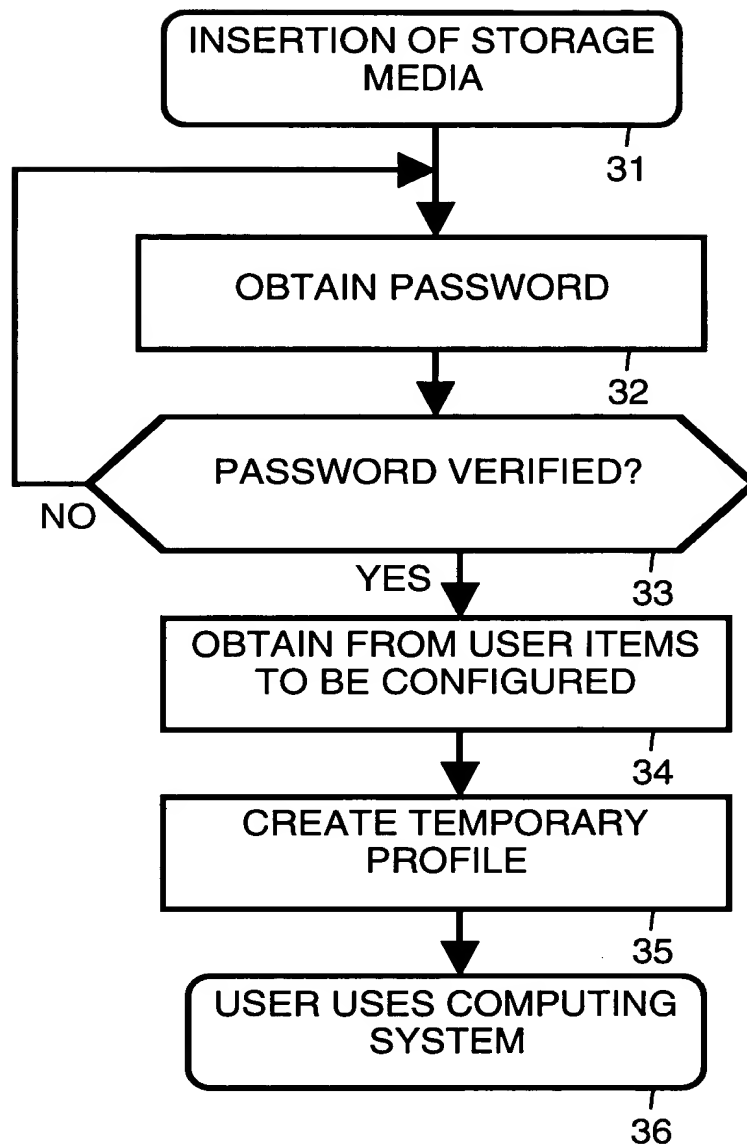 INSERTION OF STORAGE
MEDIA
31
OBTAIN PASSWORD
32
PASSWORD VERIFIED?
NO
YES
33
OBTAIN FROM USER ITEMS
TO BE CONFIGURED
34
CREATE TEMPORARY
PROFILE
35
USER USES COMPUTING
SYSTEM
36